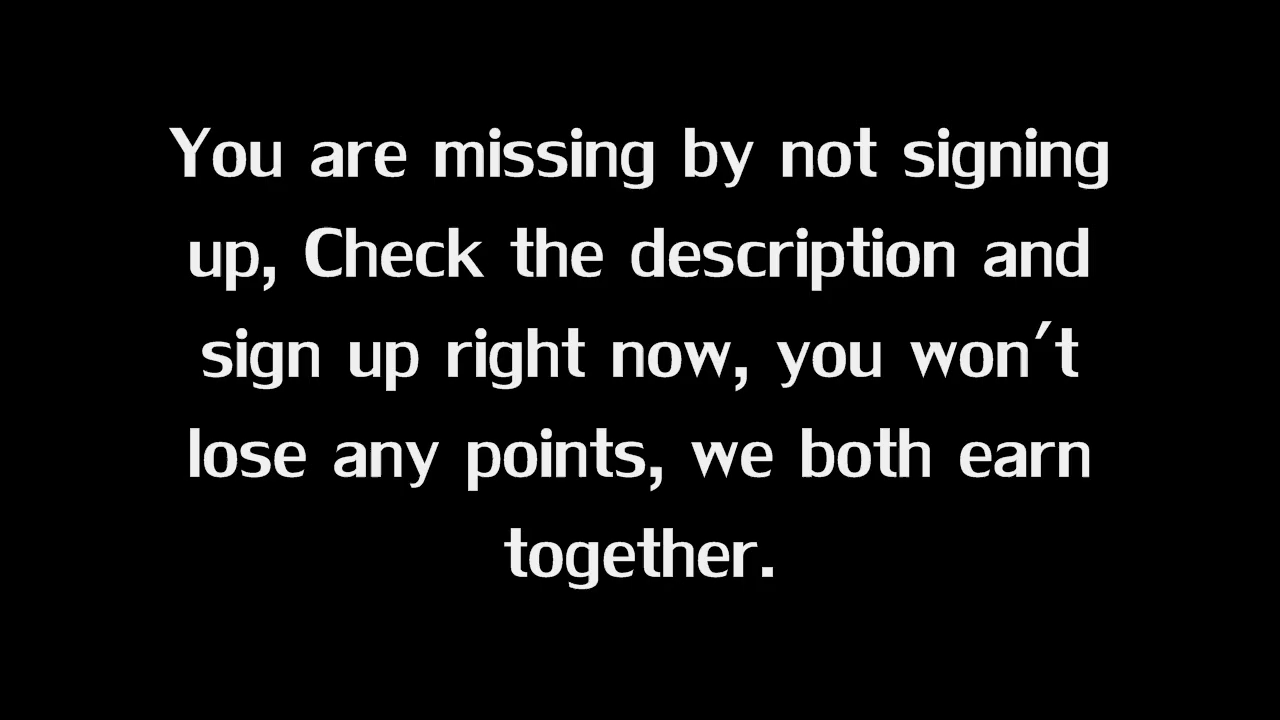 You are missing by not signing
up, Check the description and
sign up right now, you won't
lose any points, we both earn
together.